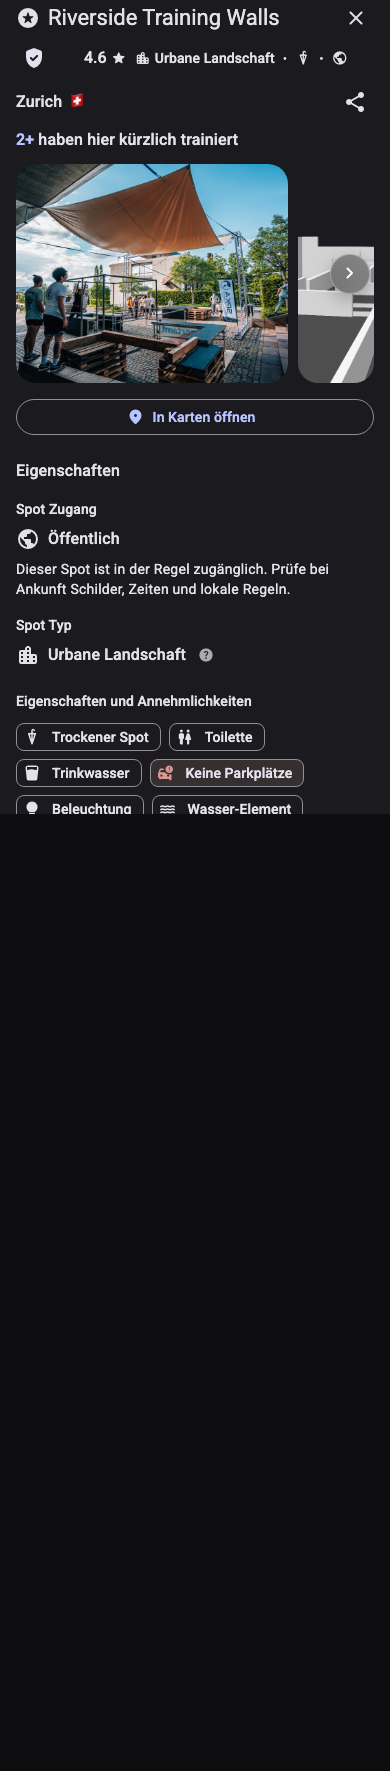 Riverside Training Walls
4.6 ★ Urbane Landschaft • •
Zurich 🇨🇭
2+ haben hier kürzlich trainiert
In Karten öffnen
Eigenschaften
Spot Zugang
Öffentlich
Dieser Spot ist in der Regel zugänglich. Prüfe bei
Ankunft Schilder, Zeiten und lokale Regeln.
Spot Typ
Urbane Landschaft ?
Eigenschaften und Annehmlichkeiten
Trockener Spot Toilette
Trinkwasser Keine Parkplätze
Beleuchtung Wasser-Element